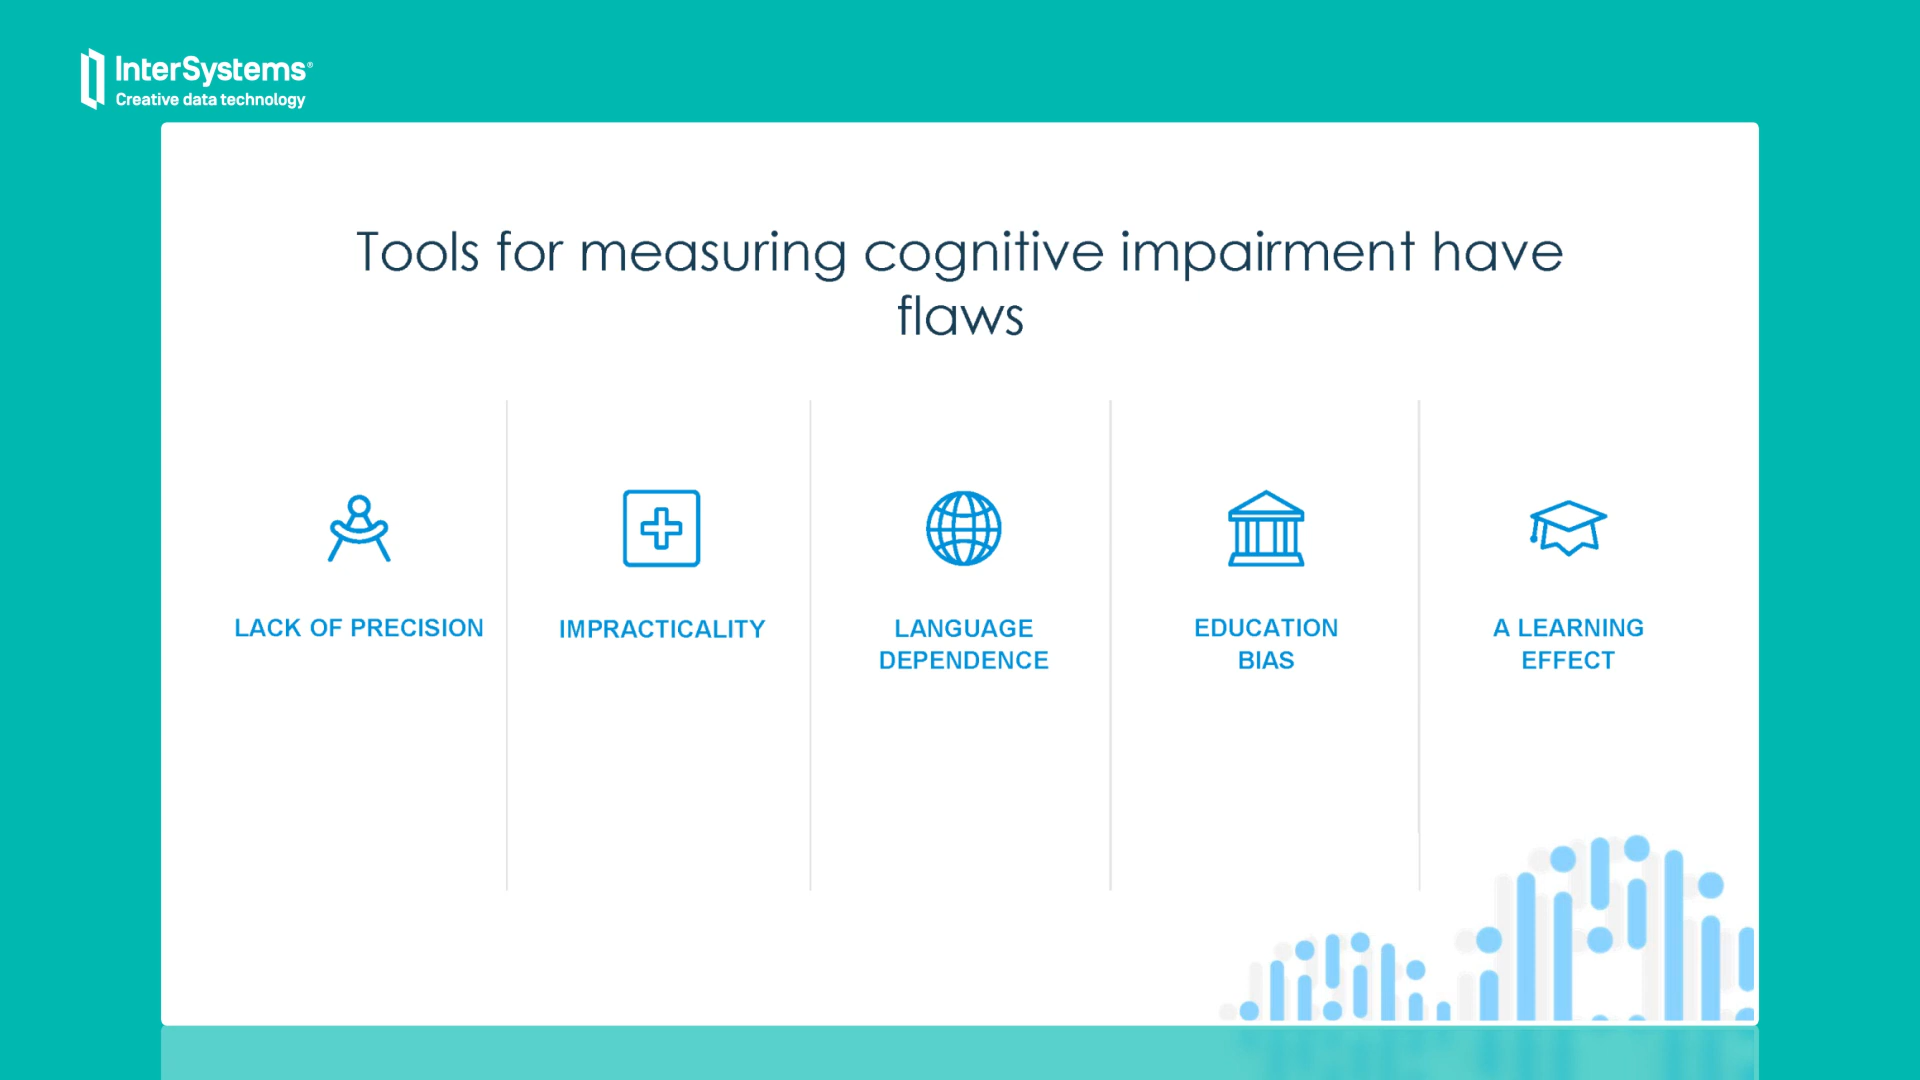 InterSystems®
Creative data technology
Tools for measuring cognitive impairment have
flaws
LACK OF PRECISION
IMPRACTICALITY
LANGUAGE
DEPENDENCE
EDUCATION
BIAS
A LEARNING
EFFECT